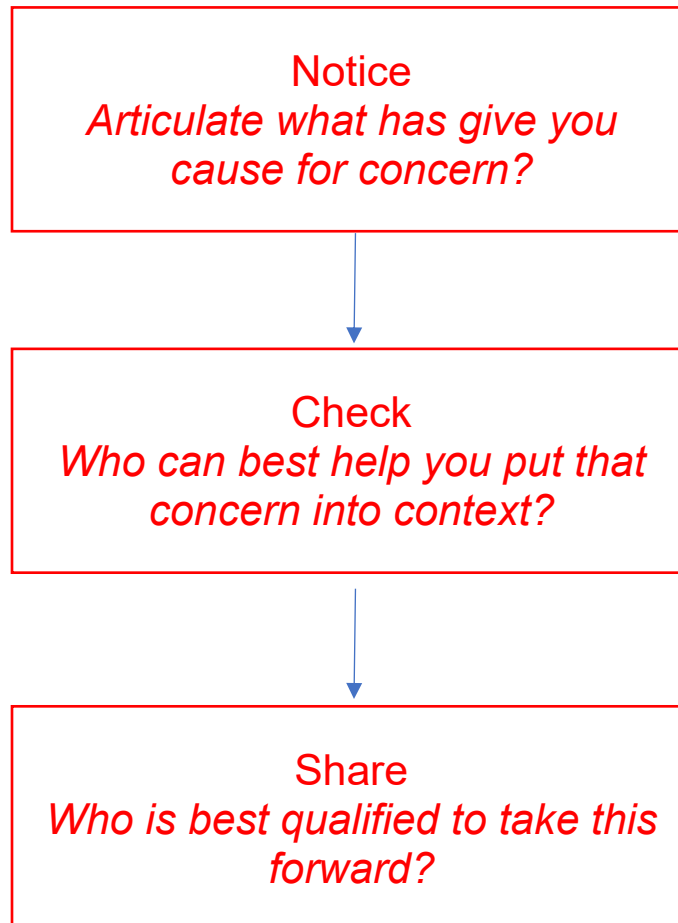 Notice
Articulate what has give you
cause for concern?
Check
Who can best help you put that
concern into context?
Share
Who is best qualified to take this
forward?